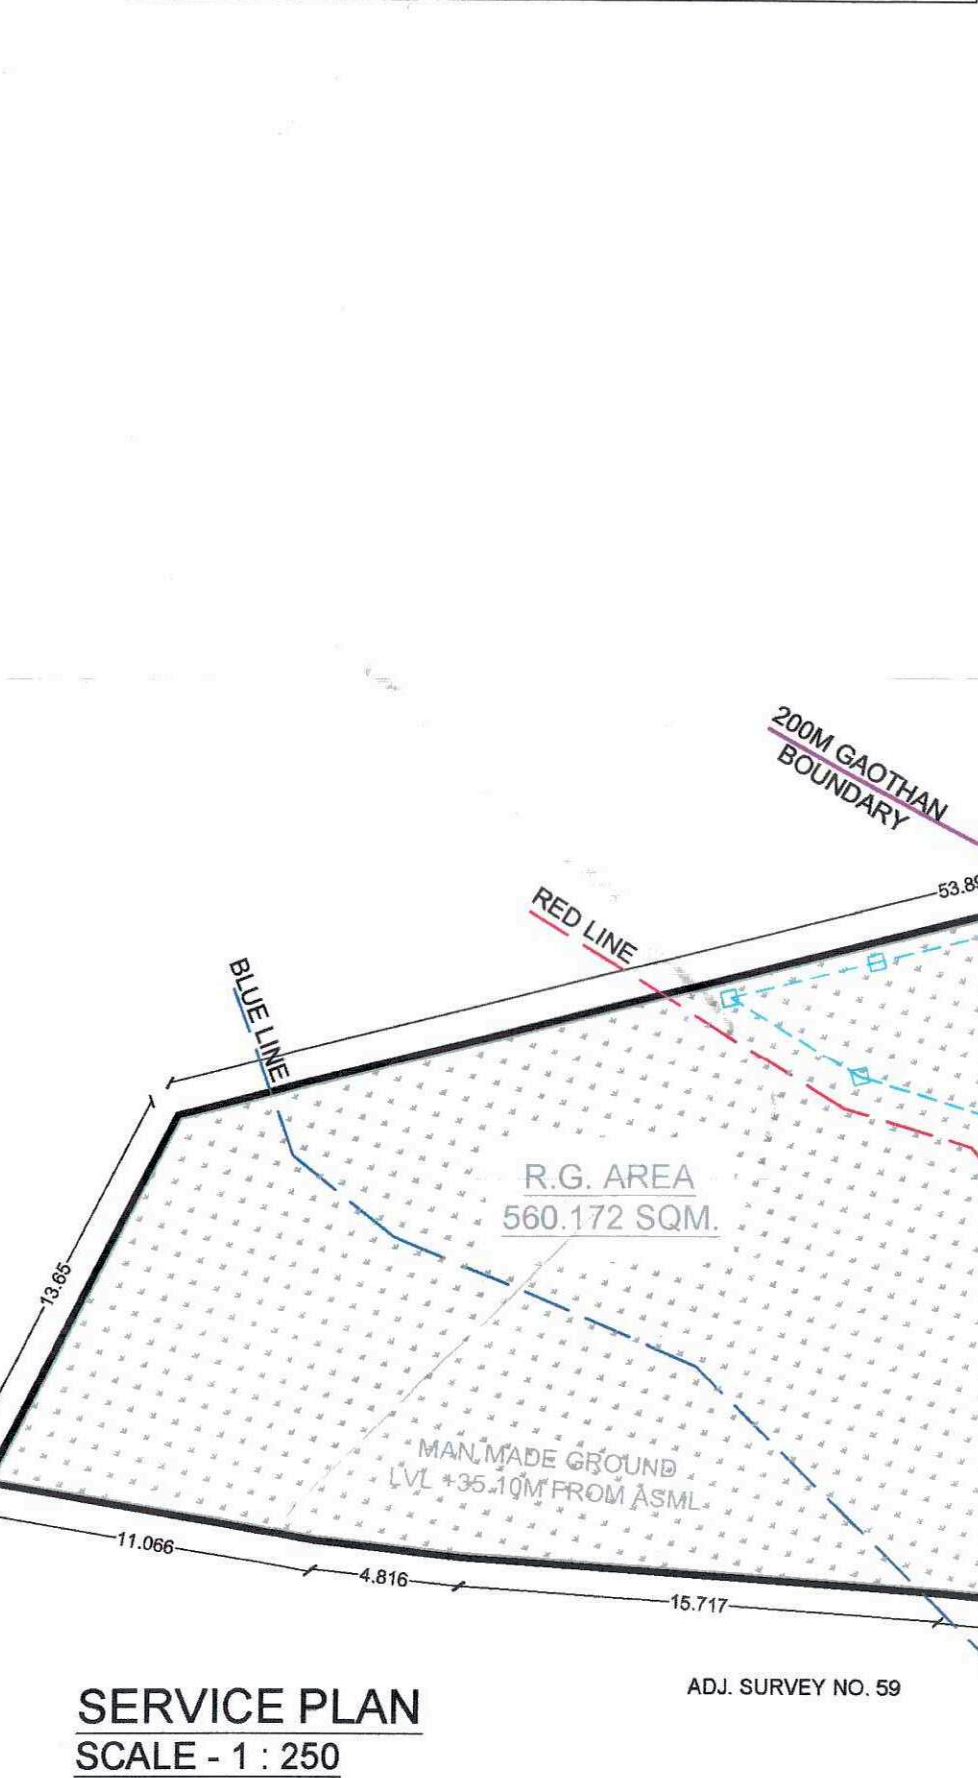 200M GAOTHAN
BOUNDARY
RED LINE
BLUE LINE
R.G. AREA
560.172 SQM.
13.65
MAN MADE GROUND
LVL +35.10M FROM ASML
11.066
4.816
15.717
ADJ. SURVEY NO. 59
SERVICE PLAN
SCALE - 1 : 250